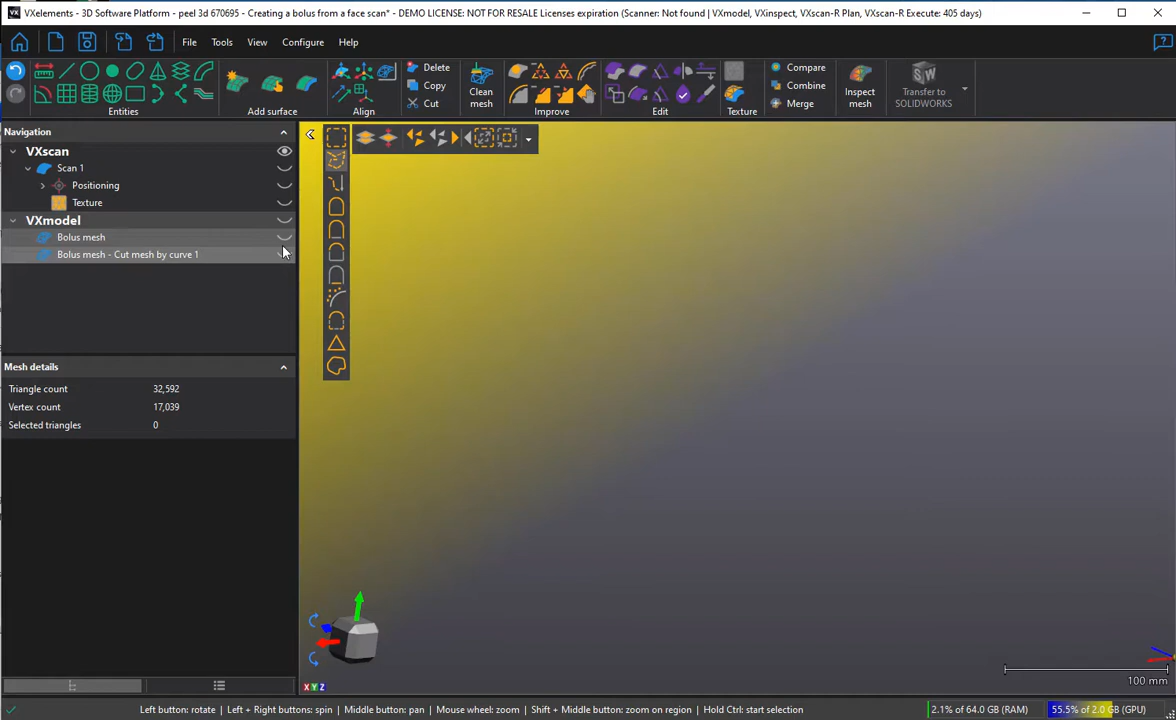 VXelements - 3D Software Platform - peel 3d 670695 - Creating a bolus from a face scan* - DEMO LICENSE: NOT FOR RESALE Licenses expiration (Scanner: Not found | VXmodel, VXinspect, VXscan-R Plan, VXscan-R Execute: 405 days)
File Tools View Configure Help
Delete
Copy
Cut
Clean mesh
Compare
Combine
Merge
Inspect mesh
Transfer to SOLIDWORKS
Entities Add surface Align Improve Edit Texture
Navigation
VXscan
Scan 1
Positioning
Texture
VXmodel
Bolus mesh
Bolus mesh - Cut mesh by curve 1
Mesh details
Triangle count 32,592
Vertex count 17,039
Selected triangles 0
X Y Z
100 mm
Left button: rotate | Left + Right buttons: spin | Middle button: pan | Mouse wheel: zoom | Shift + Middle button: zoom on region | Hold Ctrl: start selection
2.1% of 64.0 GB (RAM) 55.5% of 2.0 GB (GPU)